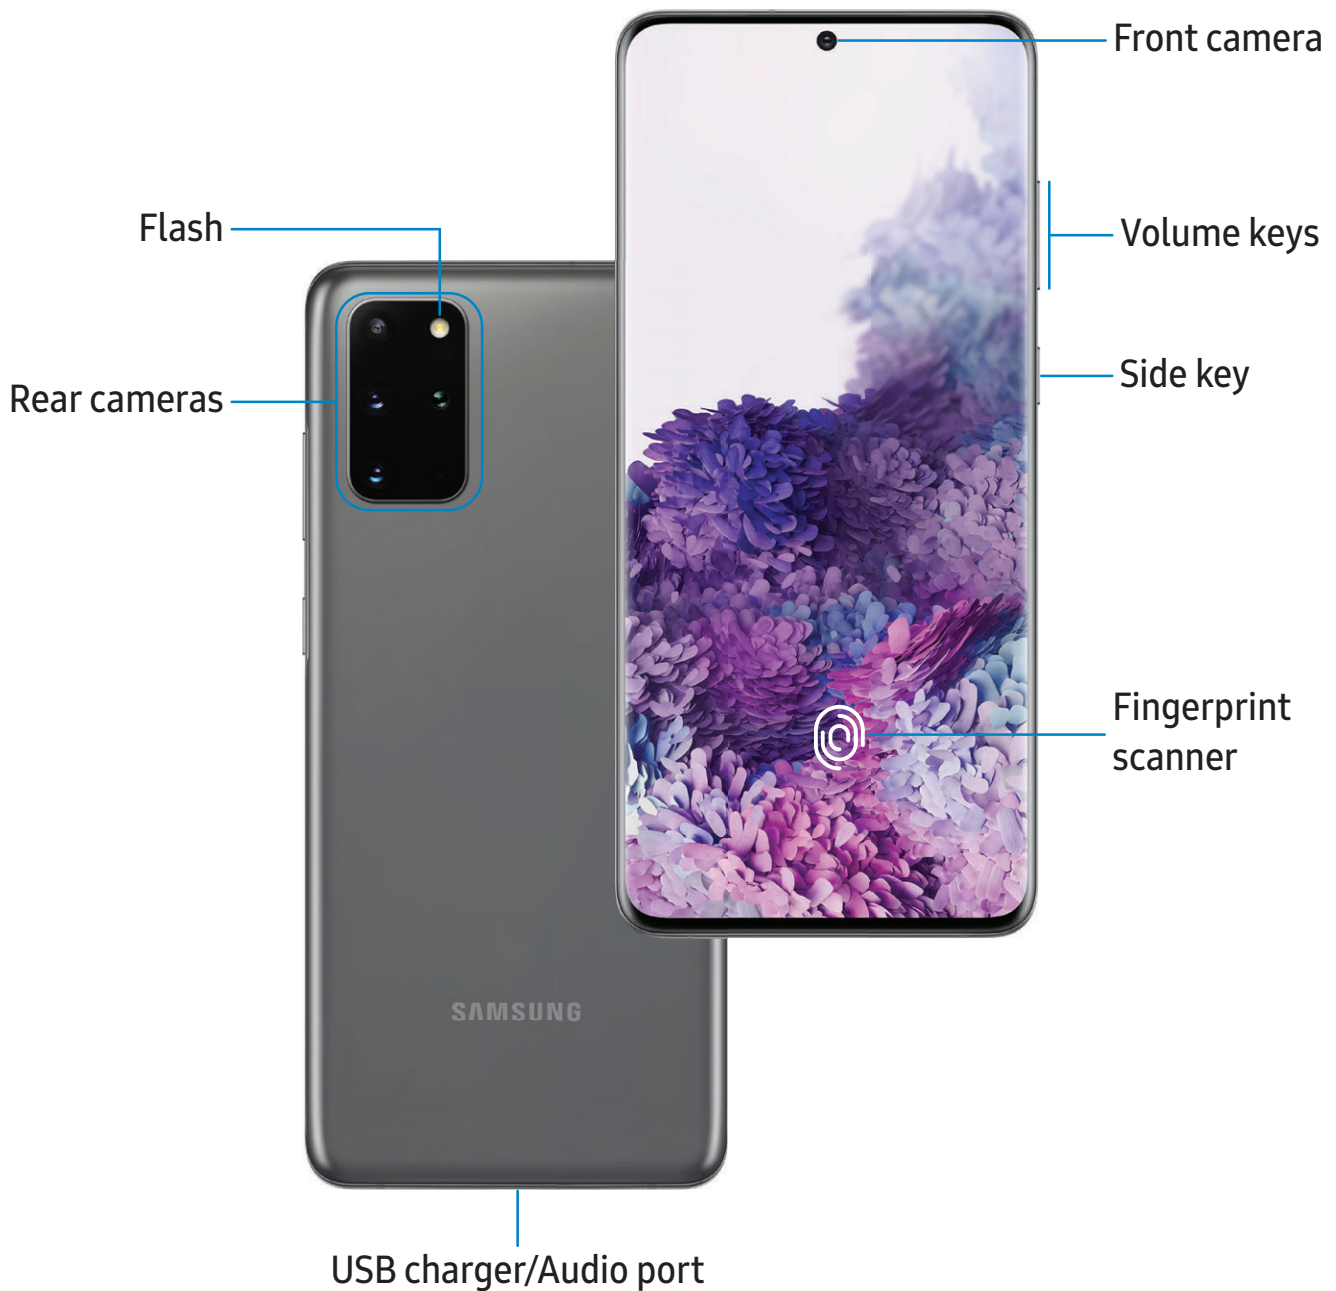 Front camera
Flash
Volume keys
Side key
Rear cameras
Fingerprint
scanner
SAMSUNG
USB charger/Audio port